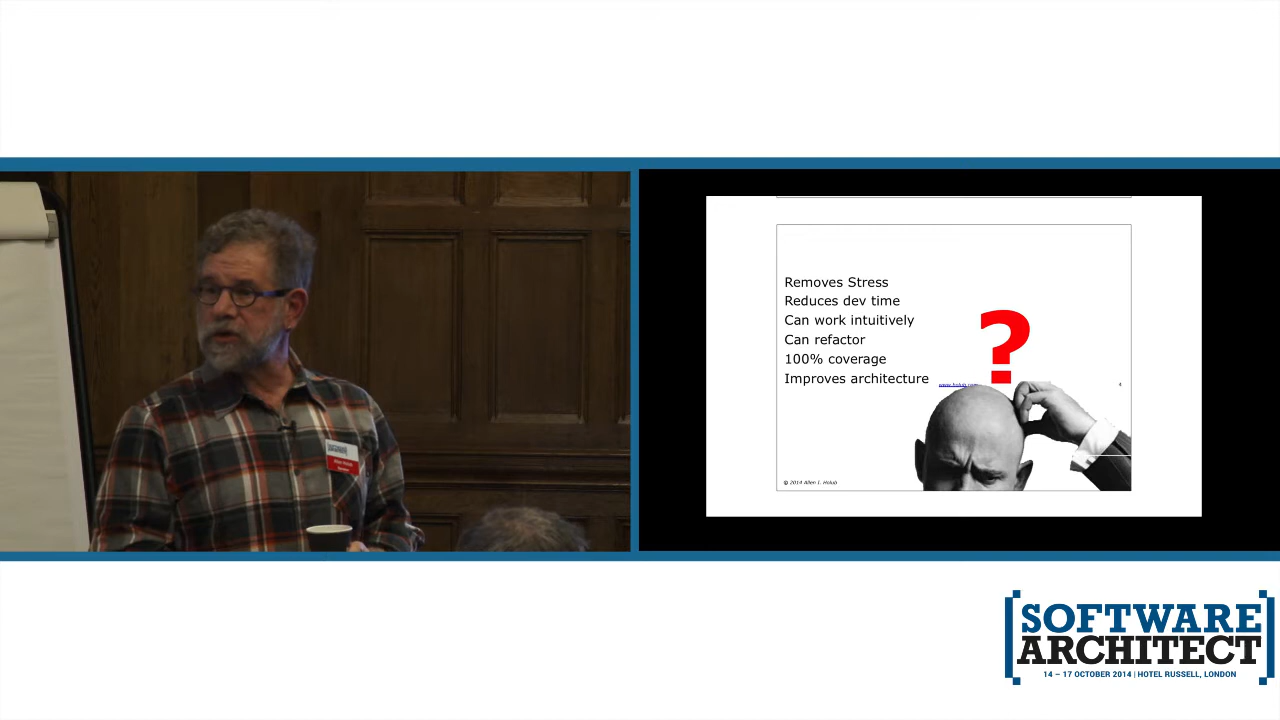 Removes Stress
Reduces dev time
Can work intuitively
Can refactor
100% coverage
Improves architecture
?
4
© 2014 Allen I. Holub
[SOFTWARE
ARCHITECT]
14 – 17 OCTOBER 2014 | HOTEL RUSSELL, LONDON